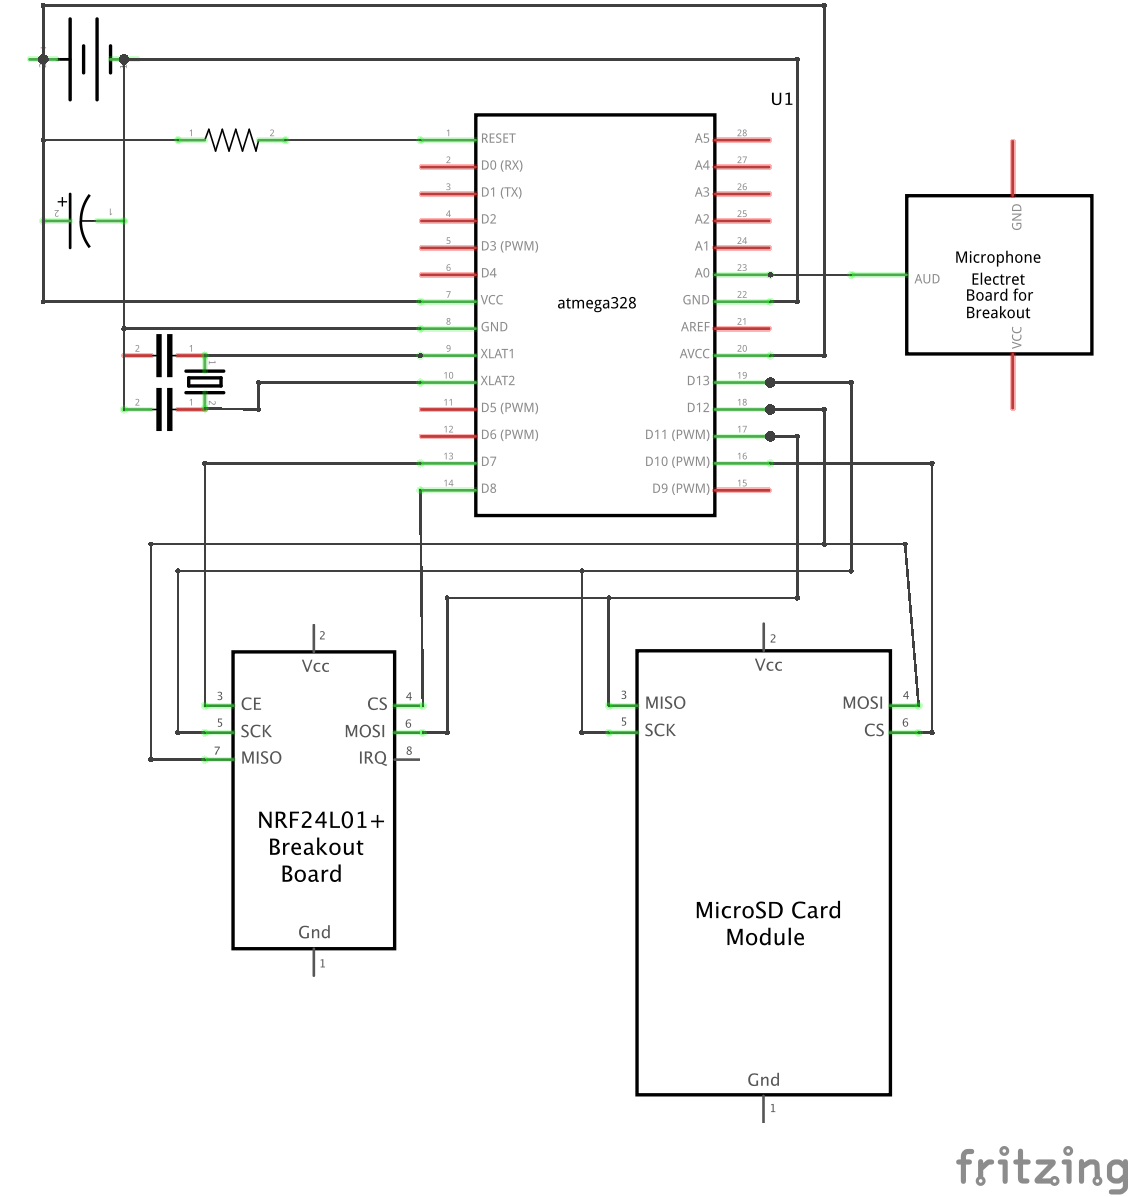 U1
1
2
1 RESET
2 D0 (RX)
3 D1 (TX)
4 D2
5 D3 (PWM)
6 D4
7 VCC
8 GND
9 XLAT1
10 XLAT2
11 D5 (PWM)
12 D6 (PWM)
13 D7
14 D8
atmega328
A5 28
A4 27
A3 26
A2 25
A1 24
A0 23
GND 22
AREF 21
AVCC 20
D13 19
D12 18
D11 (PWM) 17
D10 (PWM) 16
D9 (PWM) 15
+
2
1
2
1
1
2
1
2
GND
Microphone
AUD
Electret
Board for
Breakout
VCC
2
Vcc
3 CE
CS 4
5 SCK
MOSI 6
7 MISO
IRQ 8
NRF24L01+
Breakout
Board
Gnd
1
2
Vcc
3 MISO
MOSI 4
5 SCK
CS 6
MicroSD Card
Module
Gnd
1
fritzing